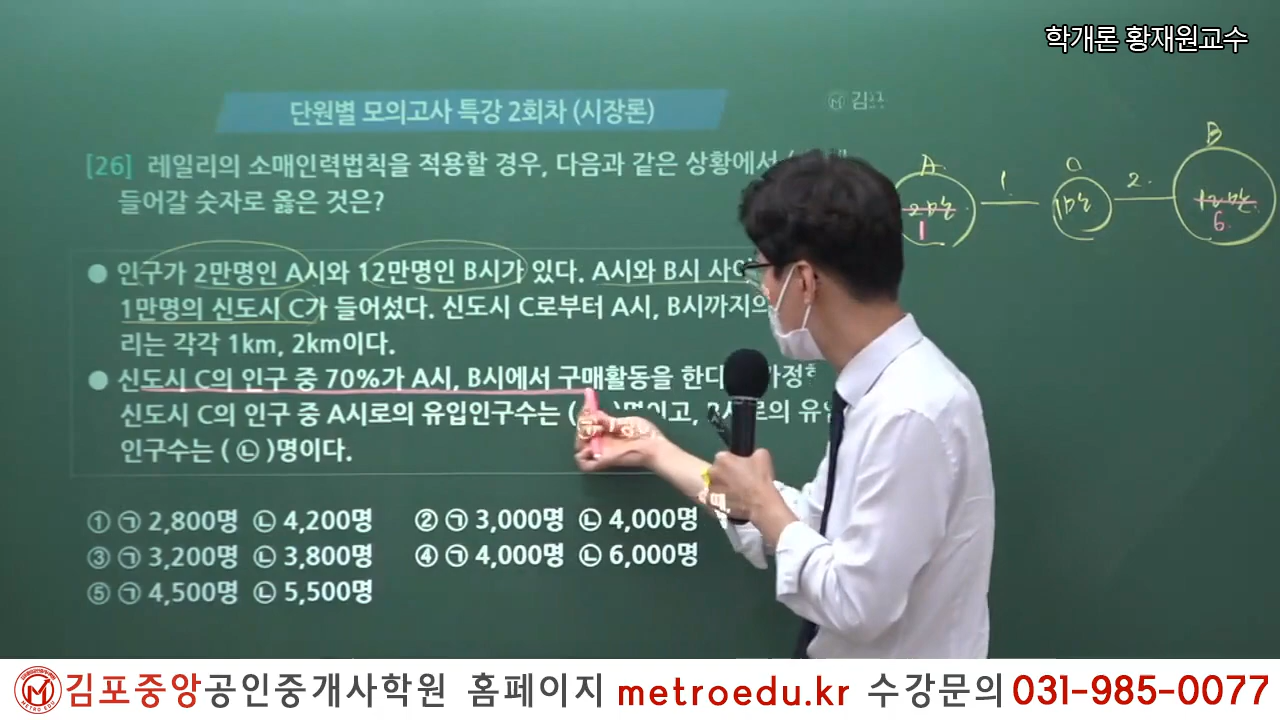 학개론 황재원교수
단원별 모의고사 특강 2회차 (시장론)
[26] 레일리의 소매인력법칙을 적용할 경우, 다음과 같은 상황에서
들어갈 숫자로 옳은 것은?
● 인구가 2만명인 A시와 12만명인 B시가 있다. A시와 B시 사이
1만명의 신도시 C가 들어섰다. 신도시 C로부터 A시, B시까지의
리는 각각 1km, 2km이다.
● 신도시 C의 인구 중 70%가 A시, B시에서 구매활동을 한다
신도시 C의 인구 중 A시로의 유입인구수는 ( )명이고, B시로의 유입
인구수는 ( ㉡ )명이다.
① ㉠ 2,800명 ㉡ 4,200명 ② ㉠ 3,000명 ㉡ 4,000명
③ ㉠ 3,200명 ㉡ 3,800명 ④ ㉠ 4,000명 ㉡ 6,000명
⑤ ㉠ 4,500명 ㉡ 5,500명
A 2만 1
1.
C 1만
2.
B 12만 6.
METRO EDU
김포중앙공인중개사학원 홈페이지 metroedu.kr 수강문의 031-985-0077